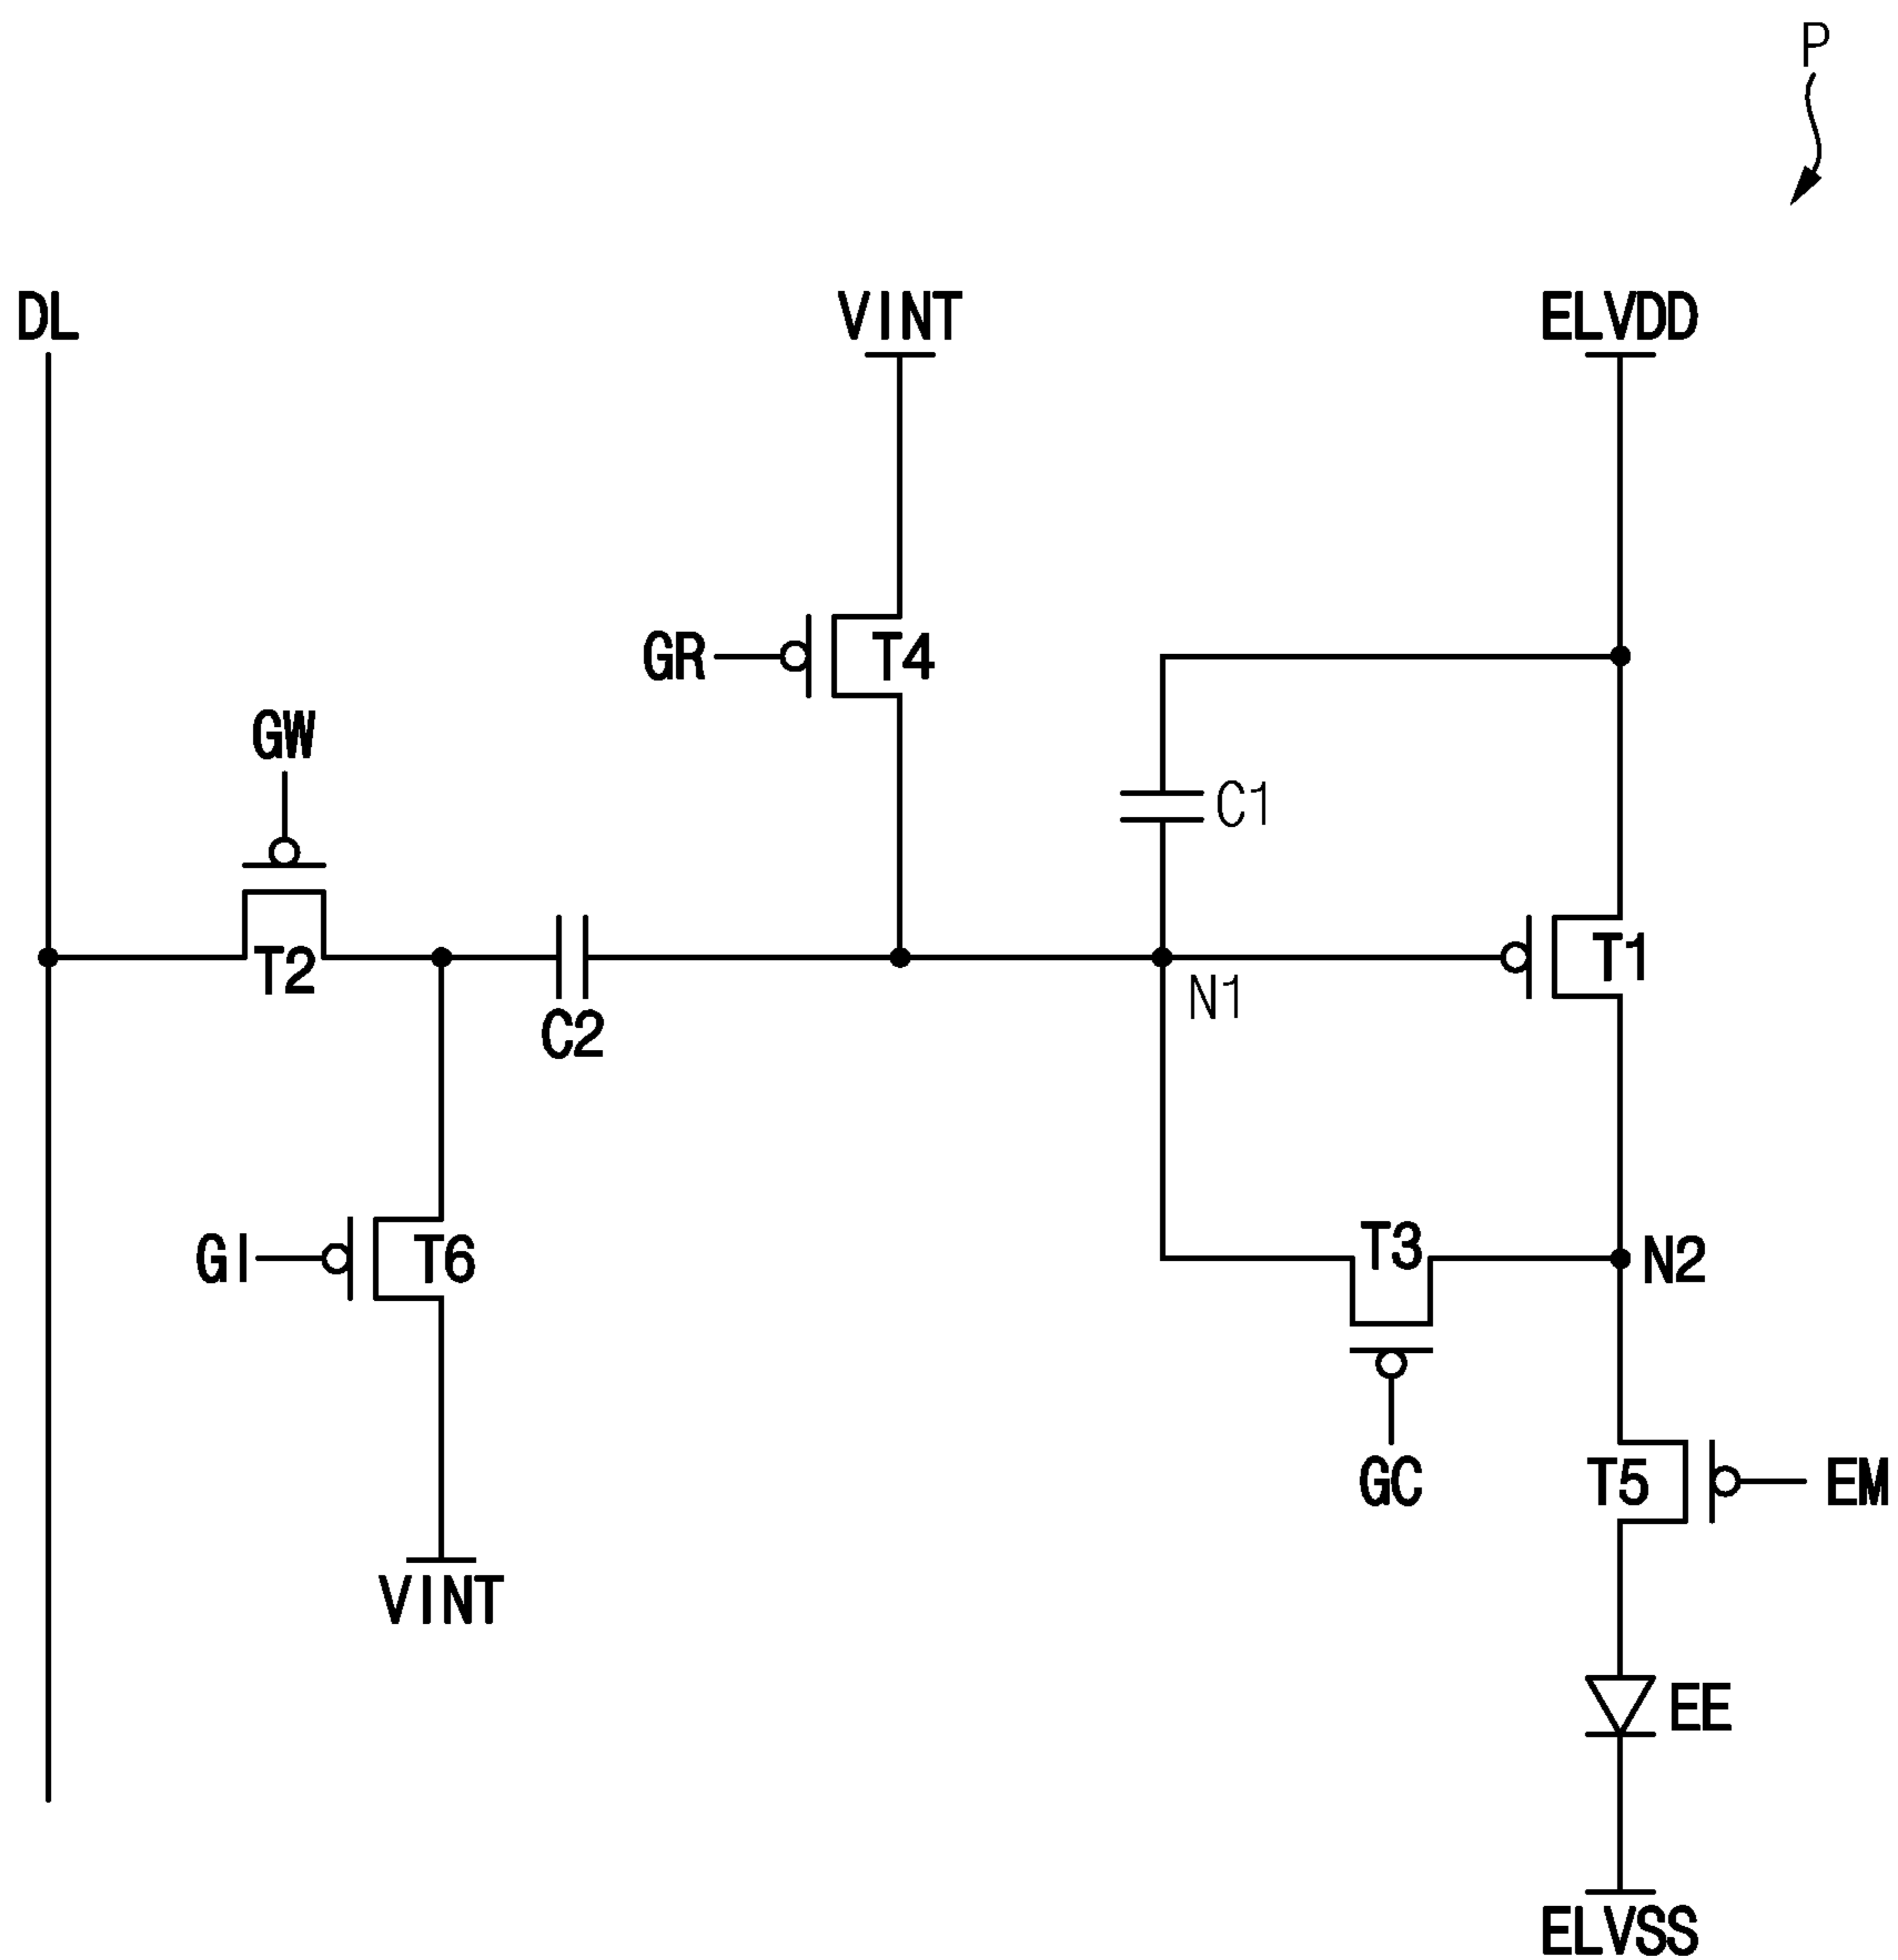 P
DL
VINT
ELVDD
GR
T4
GW
C1
T2
T1
N1
C2
GI
T6
T3
N2
GC
T5
EM
VINT
EE
ELVSS